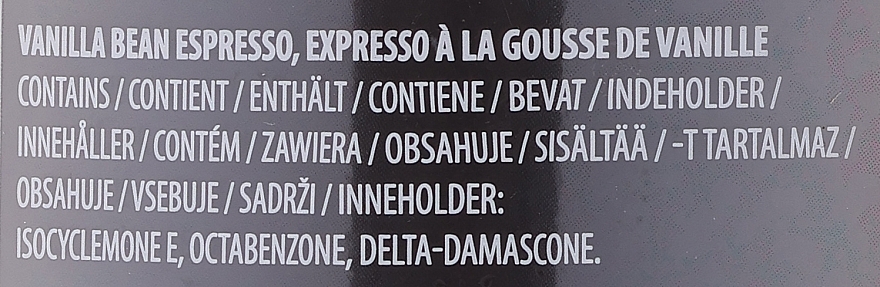 VANILLA BEAN ESPRESSO, EXPRESSO À LA GOUSSE DE VANILLE
CONTAINS / CONTIENT / ENTHÄLT / CONTIENE / BEVAT / INDEHOLDER /
INNEHÅLLER / CONTÉM / ZAWIERA / OBSAHUJE / SISÄLTÄÄ / -T TARTALMAZ /
OBSAHUJE / VSEBUJE / SADRŽI / INNEHOLDER:
ISOCYCLEMONE E, OCTABENZONE, DELTA-DAMASCONE.